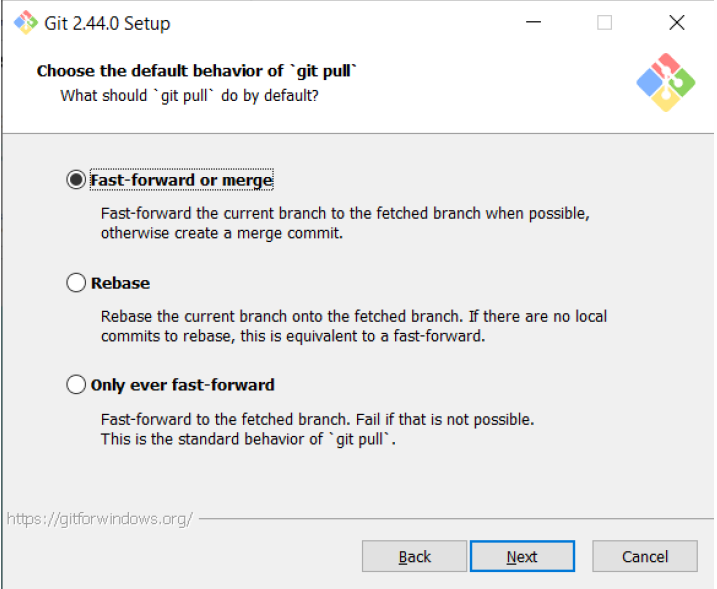 Git 2.44.0 Setup
Choose the default behavior of `git pull`
What should `git pull` do by default?
Fast-forward or merge
Fast-forward the current branch to the fetched branch when possible,
otherwise create a merge commit.
Rebase
Rebase the current branch onto the fetched branch. If there are no local
commits to rebase, this is equivalent to a fast-forward.
Only ever fast-forward
Fast-forward to the fetched branch. Fail if that is not possible.
This is the standard behavior of `git pull`.
https://gitforwindows.org/
Back Next Cancel